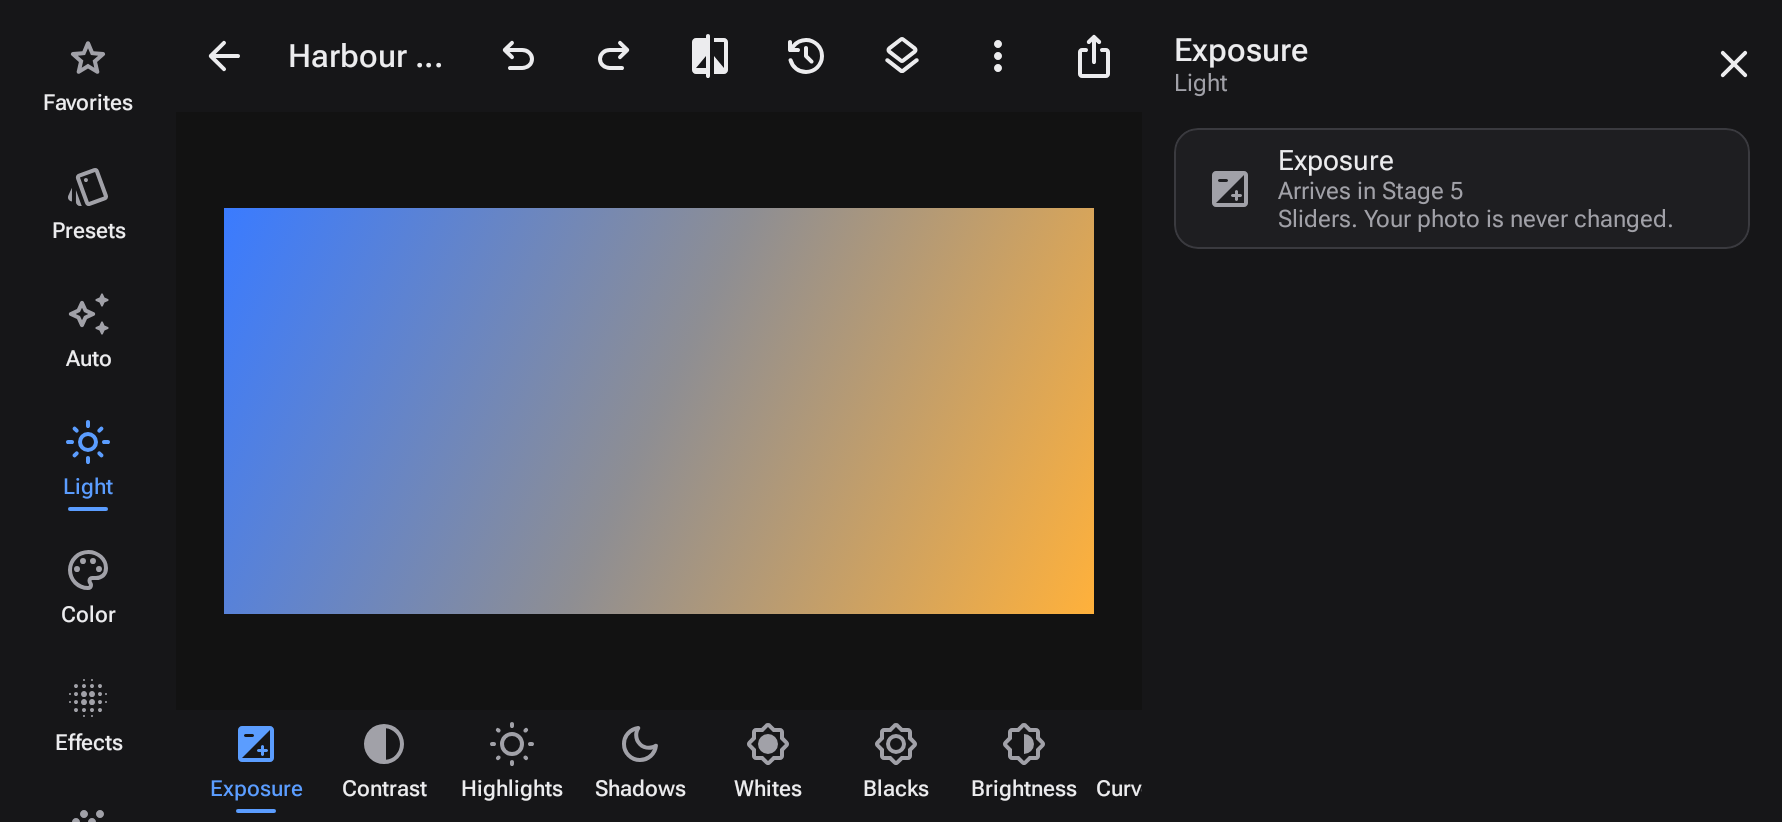 Favorites
Presets
Auto
Light
Color
Effects
Harbour ...
Exposure
Contrast
Highlights
Shadows
Whites
Blacks
Brightness
Curv
Exposure
Light
Exposure
Arrives in Stage 5
Sliders. Your photo is never changed.